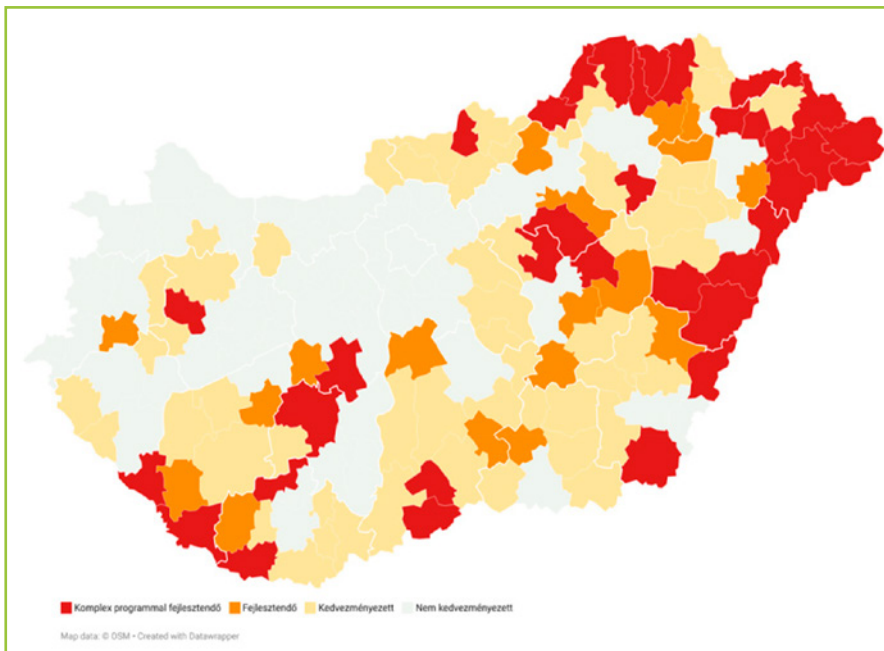 Komplex programmal fejlesztendő Fejlesztendő Kedvezményezett Nem kedvezményezett
Map data: © OSM • Created with Datawrapper